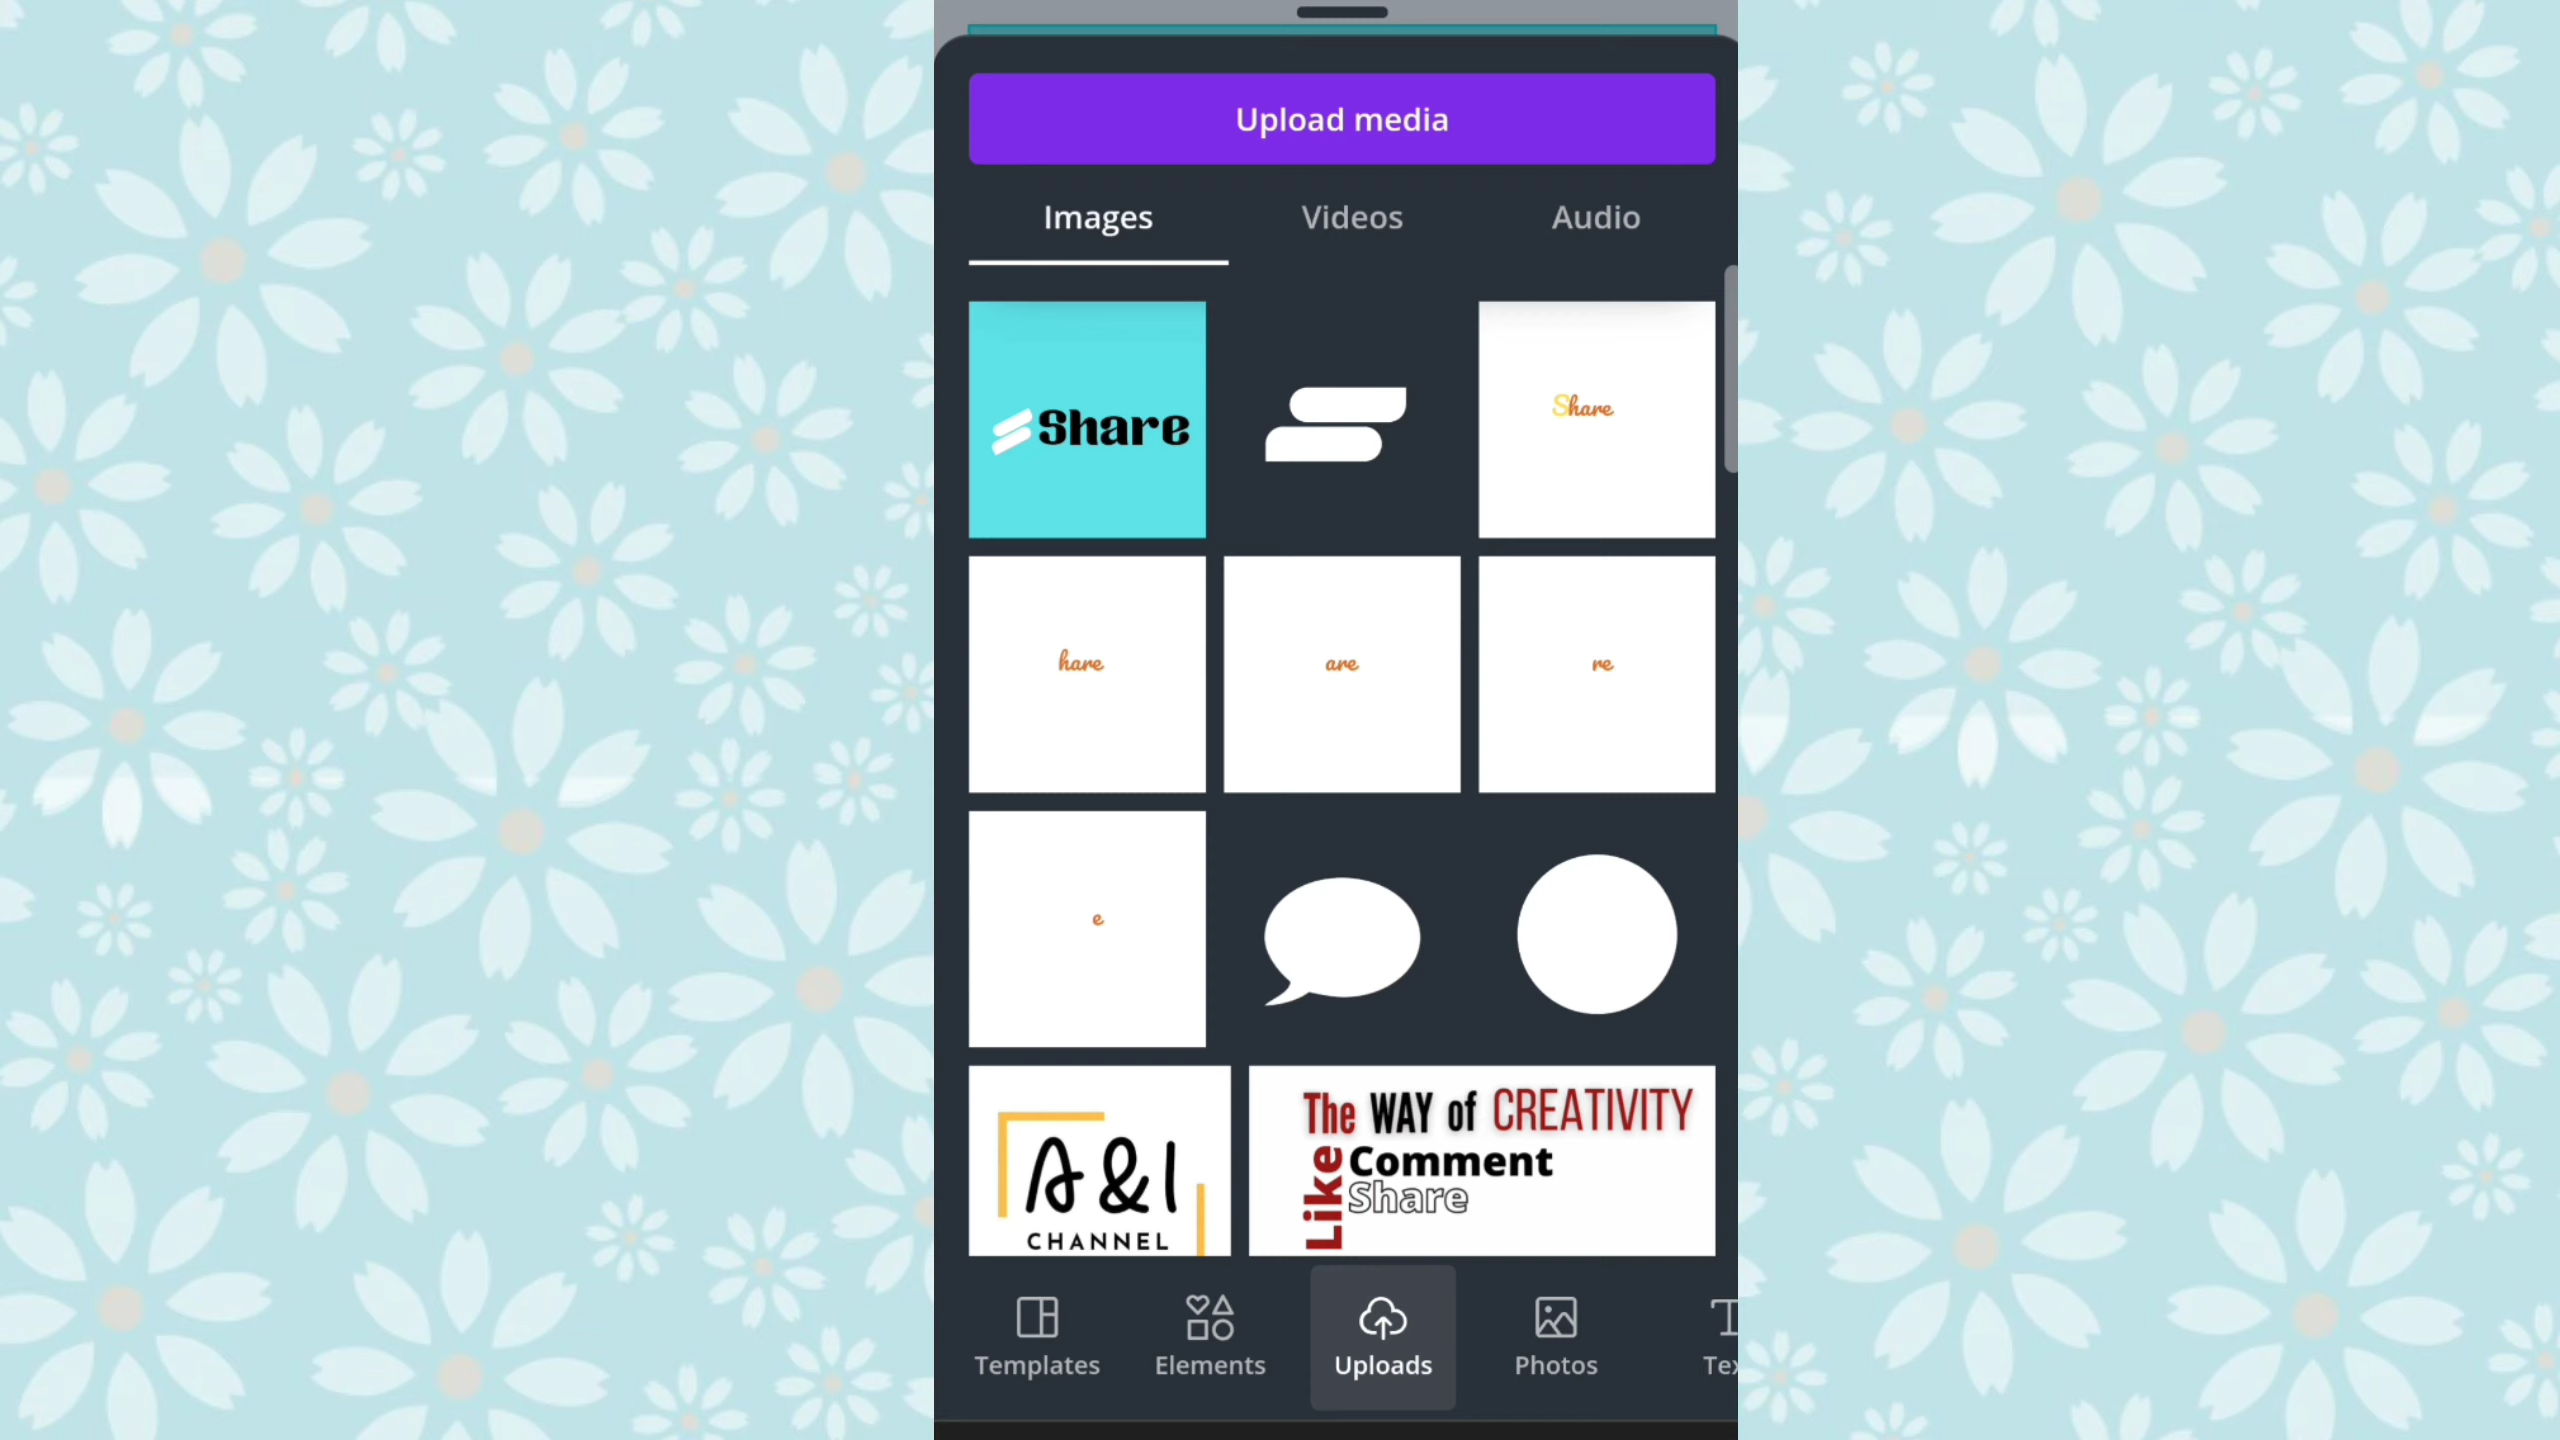 Upload media
Images
Videos
Audio
Share
Share
hare
are
re
e
A & I
CHANNEL
The WAY of CREATIVITY
Like
Comment
Share
Templates
Elements
Uploads
Photos